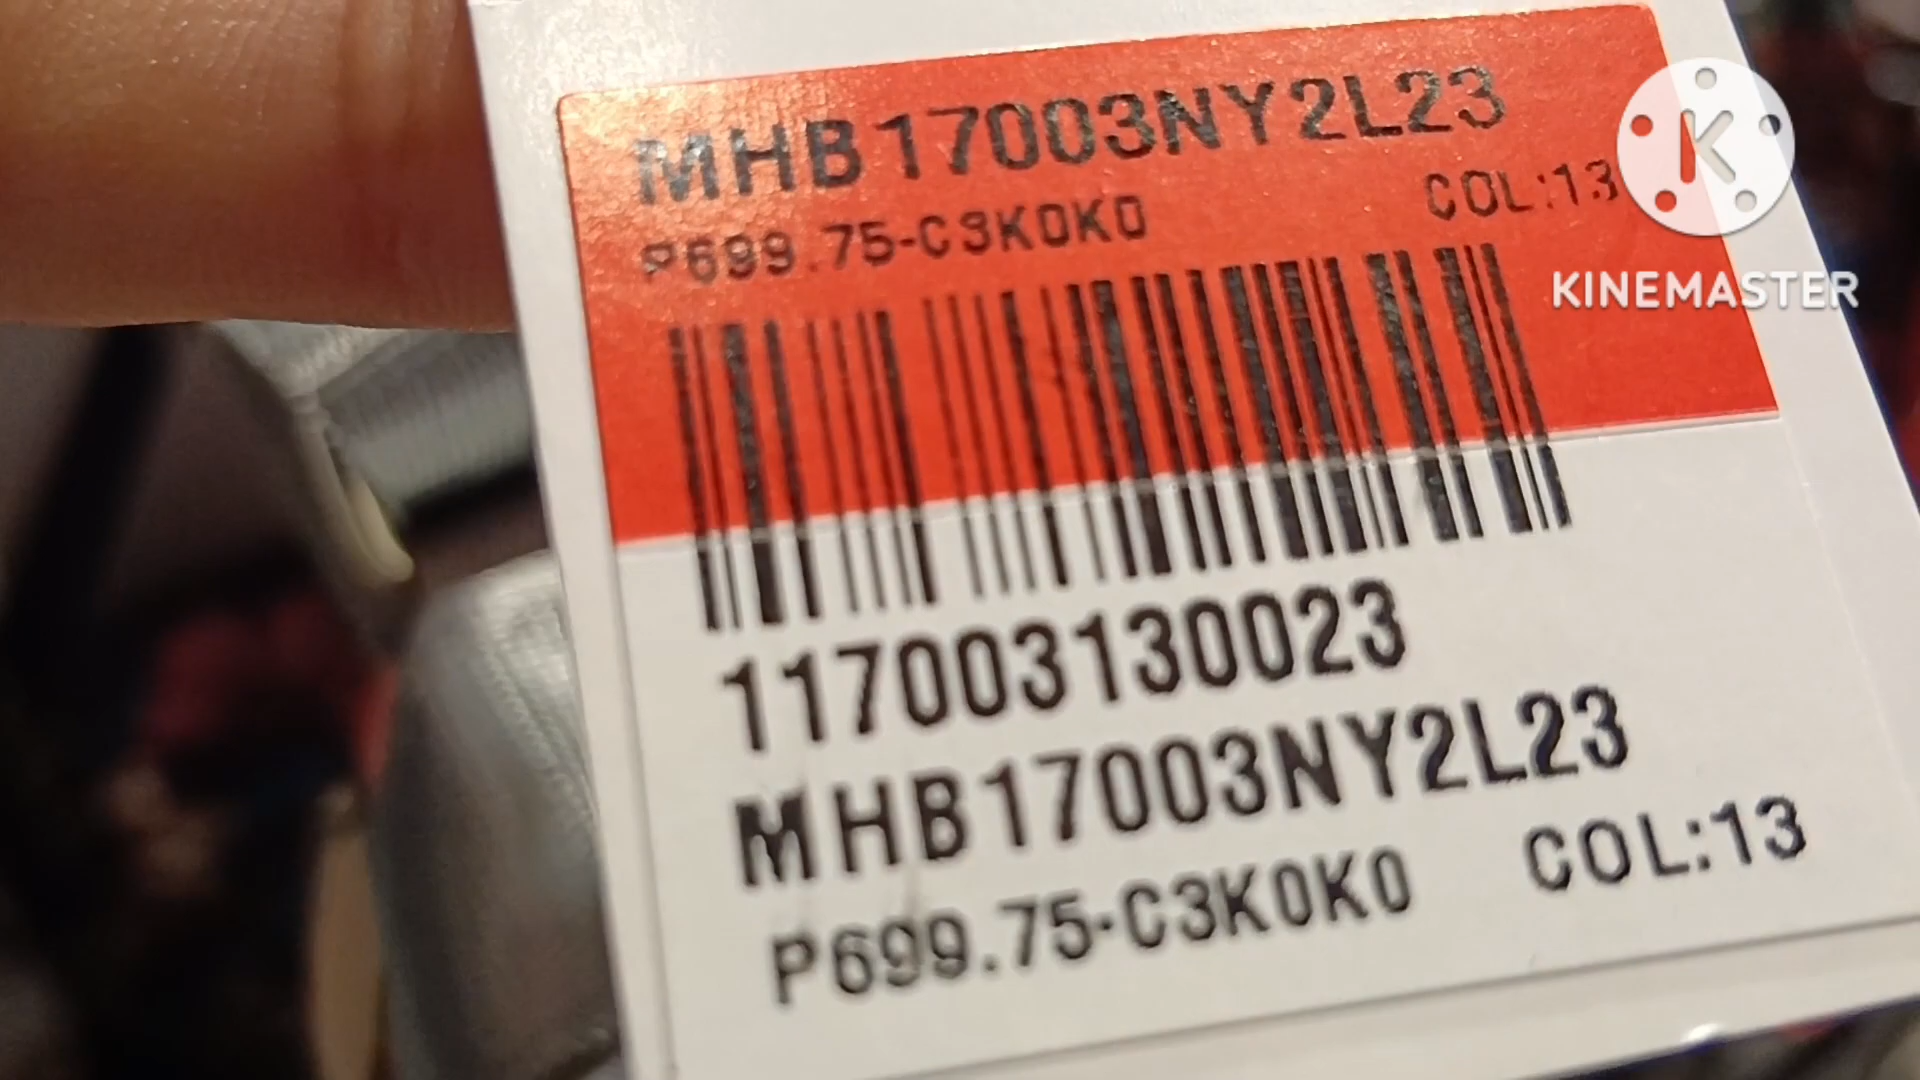 MHB17003NY2L23
P699.75-C3K0K0 COL:13
K
KINEMASTER
117003130023
MHB17003NY2L23
P699.75-C3K0K0 COL:13